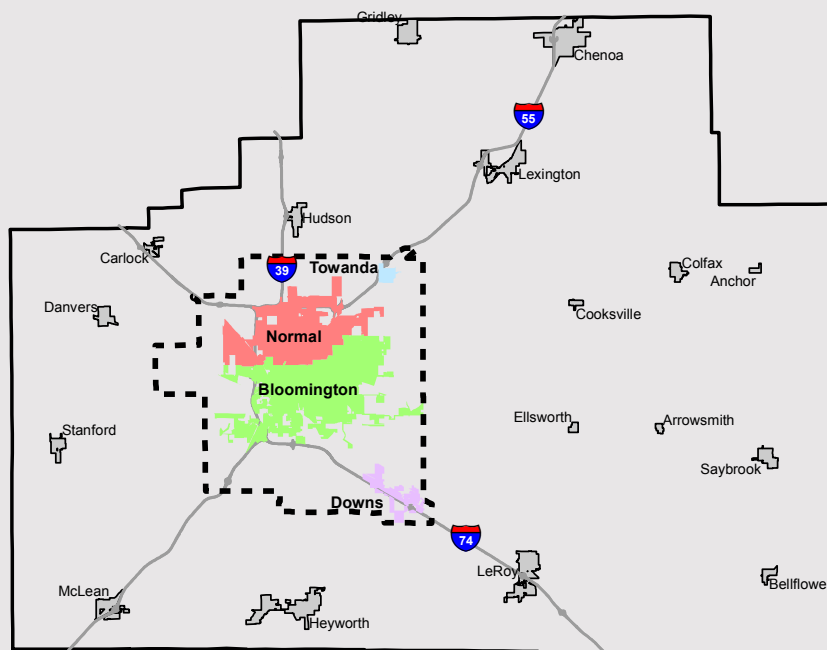 Gridley
Chenoa
55
Lexington
Hudson
Carlock
39
Towanda
Colfax
Anchor
Danvers
Cooksville
Normal
Bloomington
Ellsworth
Arrowsmith
Stanford
Saybrook
Downs
74
LeRoy
Bellflowe
McLean
Heyworth